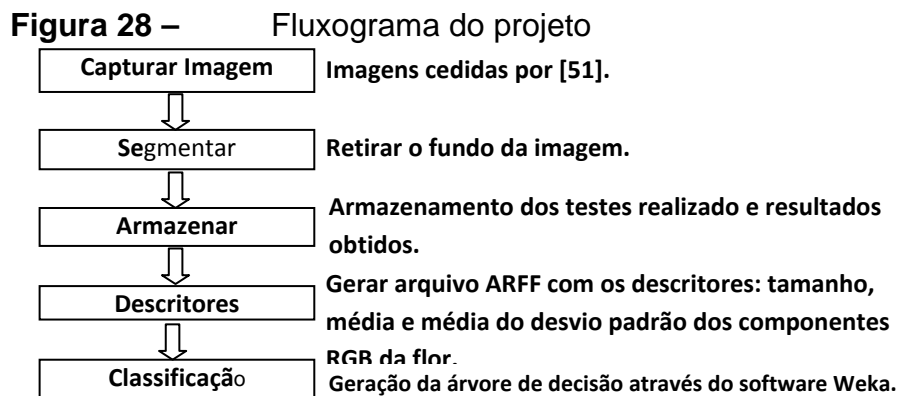 Figura 28 – Fluxograma do projeto
Capturar Imagem Imagens cedidas por [51].
Segmentar Retirar o fundo da imagem.
Armazenar Armazenamento dos testes realizado e resultados
obtidos.
Descritores Gerar arquivo ARFF com os descritores: tamanho,
média e média do desvio padrão dos componentes
RGB da flor.
Classificação Geração da árvore de decisão através do software Weka.